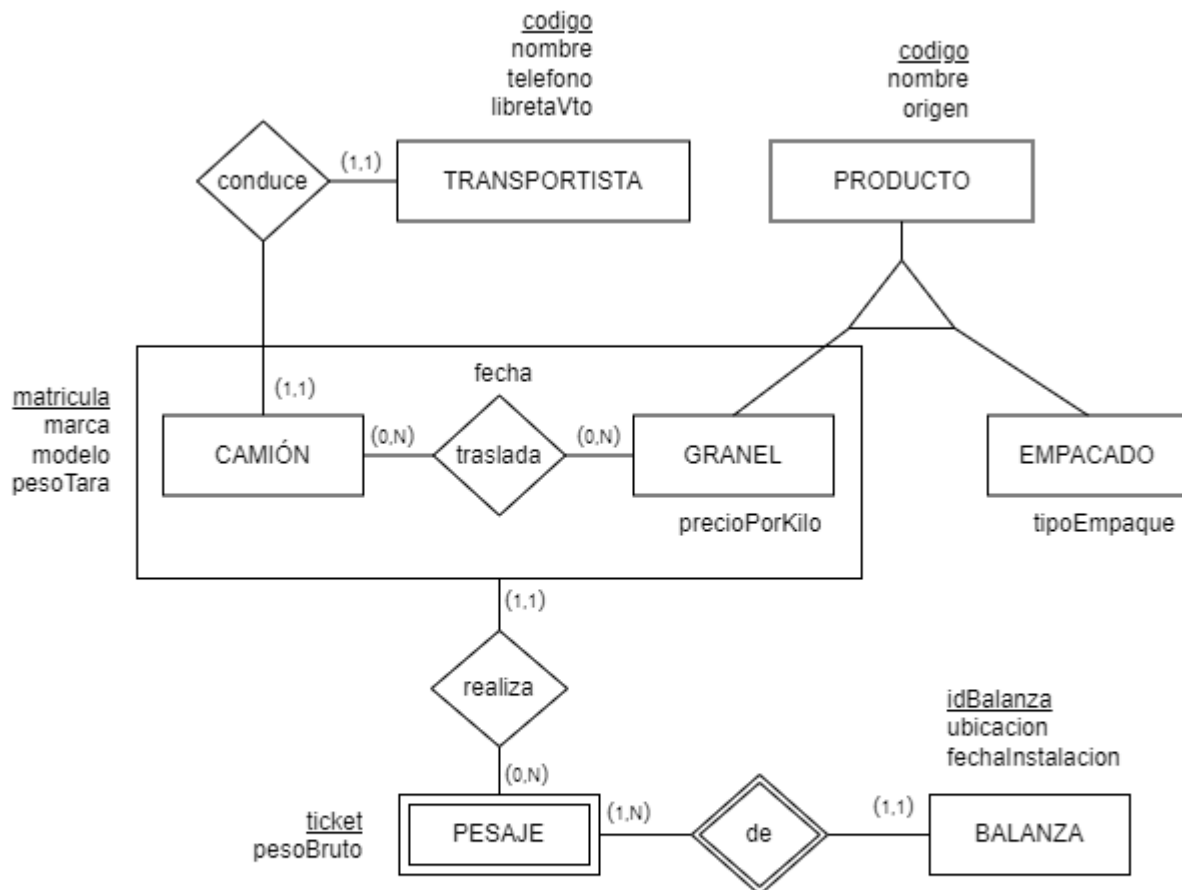 codigo
nombre
telefono
libretaVto
codigo
nombre
origen
conduce
(1,1)
TRANSPORTISTA
PRODUCTO
matricula
marca
modelo
pesoTara
(1,1)
fecha
CAMIÓN
(0,N)
traslada
(0,N)
GRANEL
EMPACADO
precioPorKilo
tipoEmpaque
(1,1)
realiza
(0,N)
idBalanza
ubicacion
fechaInstalacion
ticket
pesoBruto
PESAJE
(1,N)
de
(1,1)
BALANZA